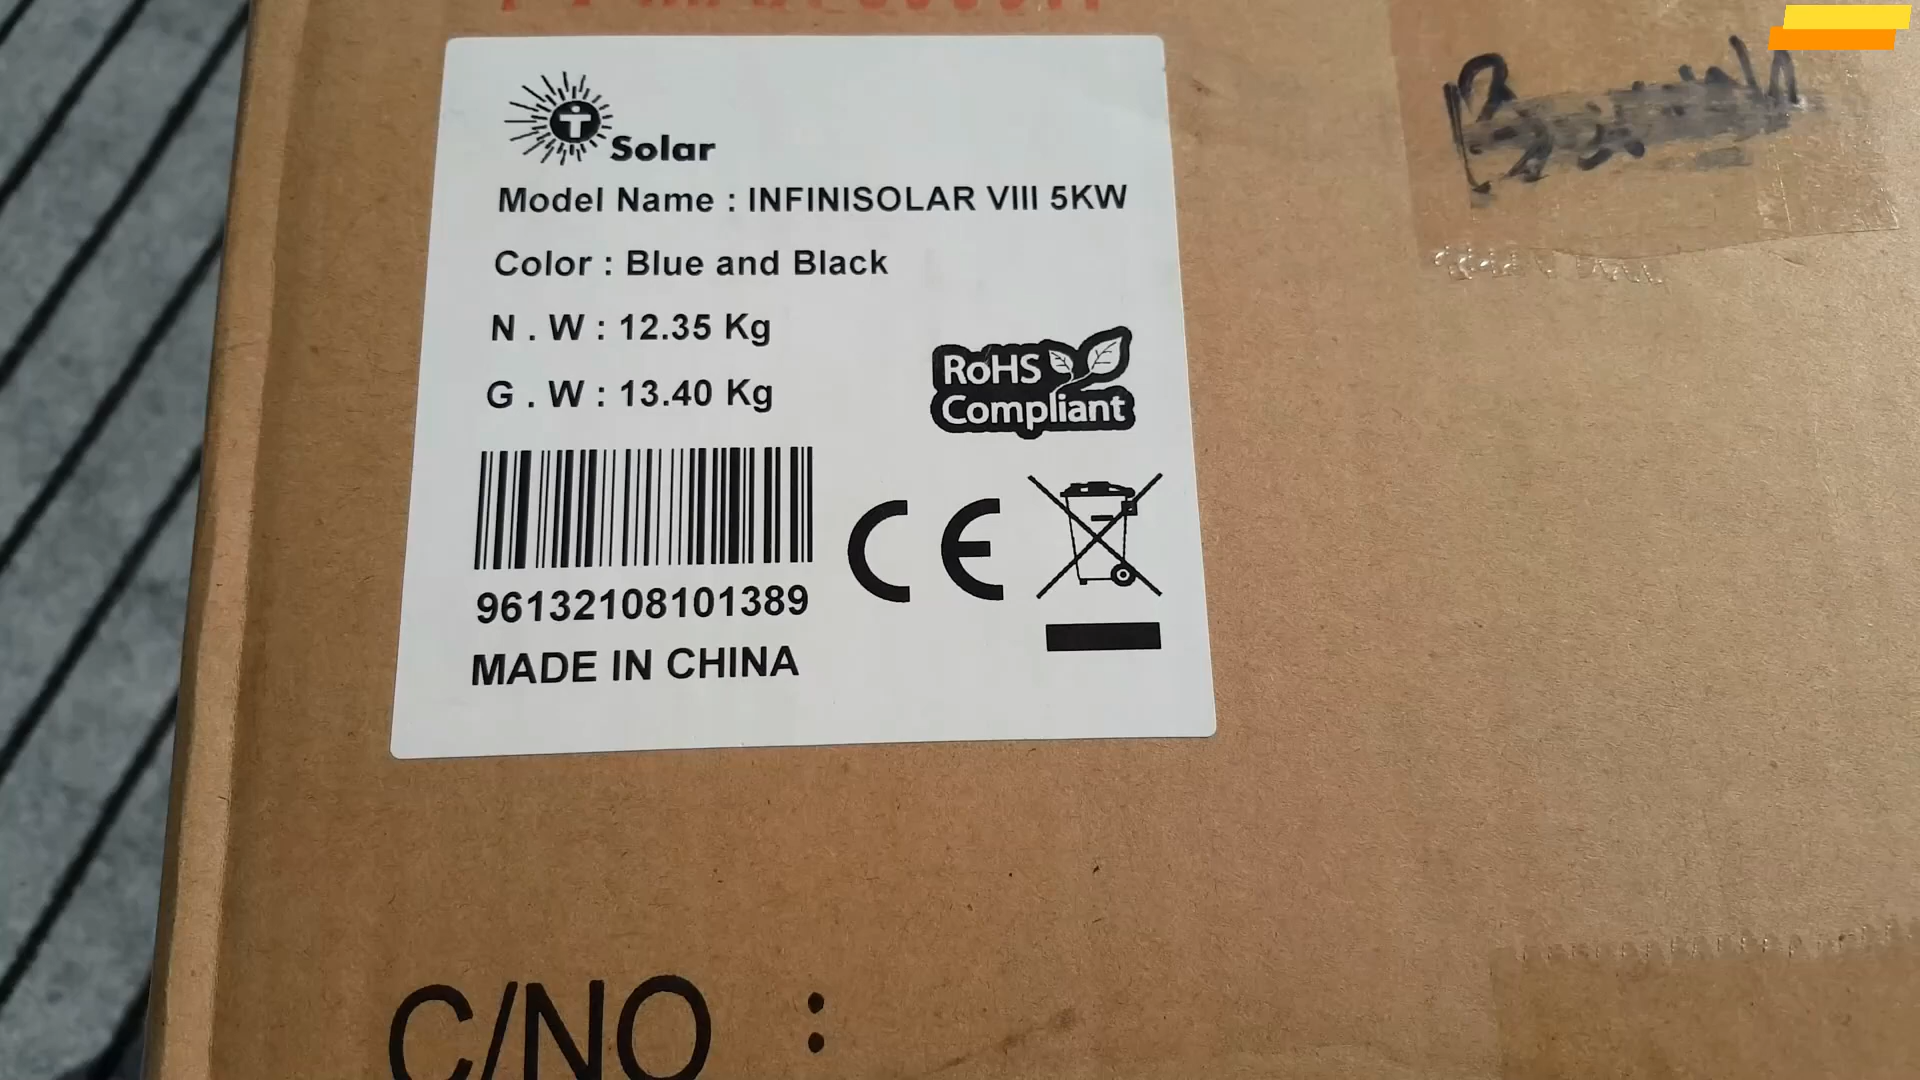 Solar
Model Name : INFINISOLAR VIII 5KW
Color : Blue and Black
N . W : 12.35 Kg
G . W : 13.40 Kg
RoHS
Compliant
CE
96132108101389
MADE IN CHINA
C/NO :